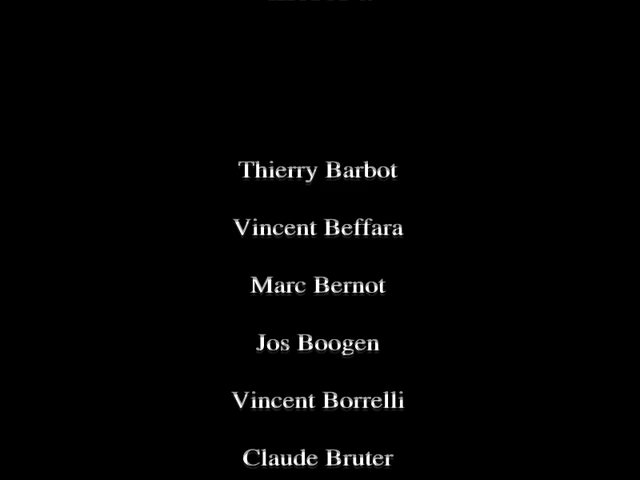 Thierry Barbot
Vincent Beffara
Marc Bernot
Jos Boogen
Vincent Borrelli
Claude Bruter